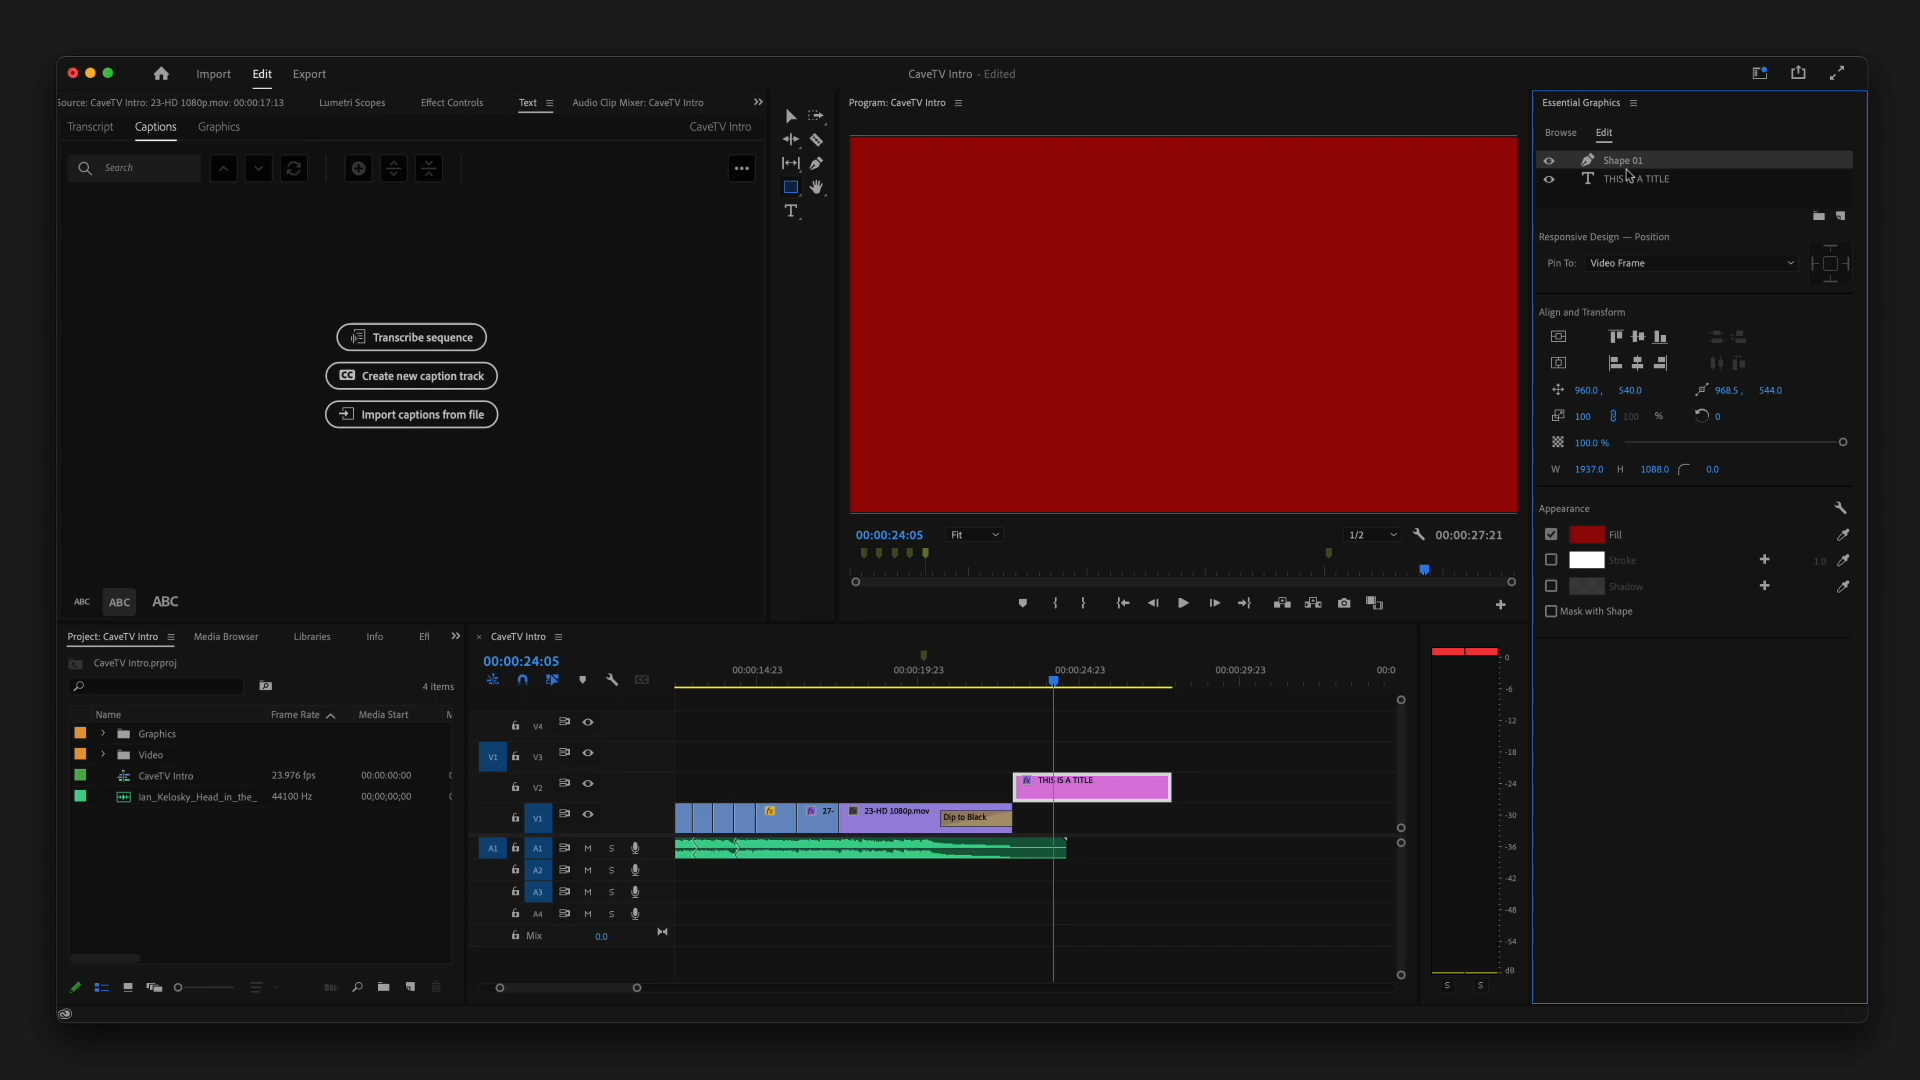 Import Edit Export
CaveTV Intro - Edited
Source: CaveTV Intro: 23-HD 1080p.mov: 00:00:17:13 Lumetri Scopes Effect Controls Text Audio Clip Mixer: CaveTV Intro
Transcript Captions Graphics CaveTV Intro
Search
Transcribe sequence
CC Create new caption track
Import captions from file
ABC ABC ABC
Program: CaveTV Intro
00:00:24:05 Fit 1/2 00:00:27:21
Essential Graphics
Browse Edit
Shape 01
THIS A TITLE
Responsive Design — Position
Pin To: Video Frame
Align and Transform
960.0 , 540.0 968.5 , 544.0
100 100 % 0
100.0 %
W 1937.0 H 1088.0 0.0
Appearance
Fill
Stroke 1.0
Shadow
Mask with Shape
Project: CaveTV Intro Media Browser Libraries Info Ef
CaveTV Intro.prproj
4 items
Name Frame Rate Media Start M
Graphics
Video
CaveTV Intro 23.976 fps 00:00:00:00
Ian_Kelosky_Head_in_the_ 44100 Hz 00;00;00;00
× CaveTV Intro
00:00:24:05
00:00:14:23 00:00:19:23 00:00:24:23 00:00:29:23 00:0
CC
V4
V1 V3
V2 fx THIS IS A TITLE
V1 fx fx 27- 23-HD 1080p.mov Dip to Black
A1 A1 M S
A2 M S
A3 M S
A4 M S
Mix 0.0
0
-6
-12
-18
-24
-30
-36
-42
-48
-54
dB
S S